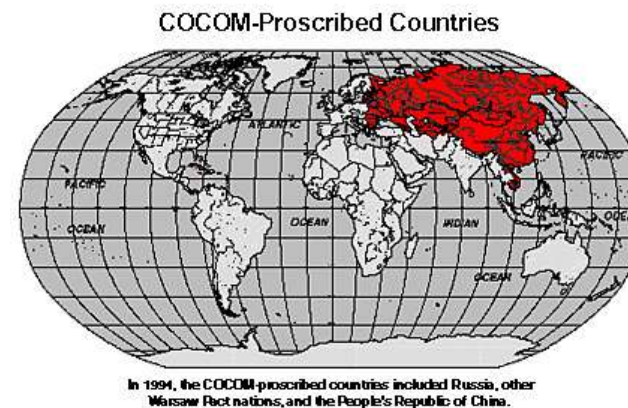 COCOM-Proscribed Countries
ATLANTIC
PACIFIC
PACIFIC
OCEAN
OCEAN
INDIAN
OCEAN
In 1994, the COCOM-proscribed countries included Russia, other
Warsaw Pact nations, and the People's Republic of China.